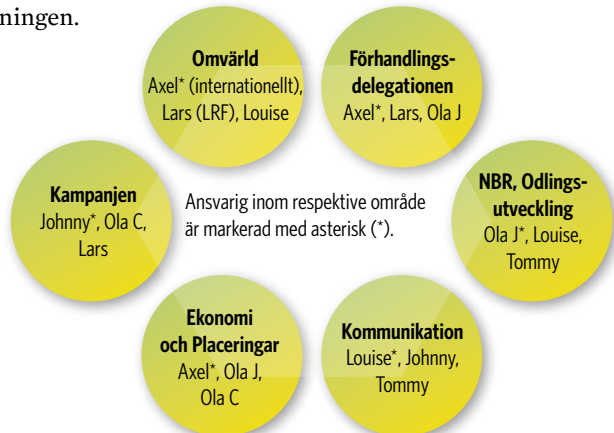 ningen.
Omvärld
Axel* (internationellt),
Lars (LRF), Louise
Förhandlings-
delegationen
Axel*, Lars, Ola J
Kampanjen
Johnny*, Ola C,
Lars
Ansvarig inom respektive område
är markerad med asterisk (*).
NBR, Odlings-
utveckling
Ola J*, Louise,
Tommy
Ekonomi
och Placeringar
Axel*, Ola J,
Ola C
Kommunikation
Louise*, Johnny,
Tommy